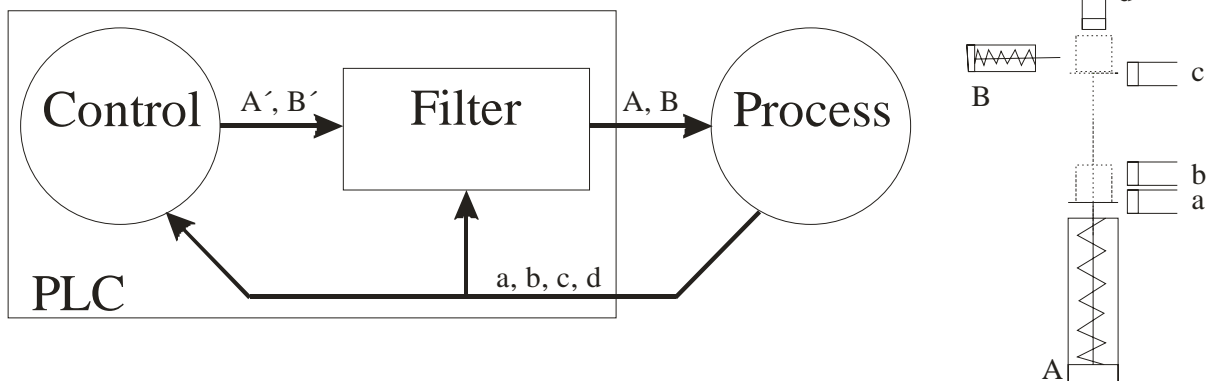 Control
A´, B´
Filter
A, B
Process
a, b, c, d
PLC
B
c
b
a
A